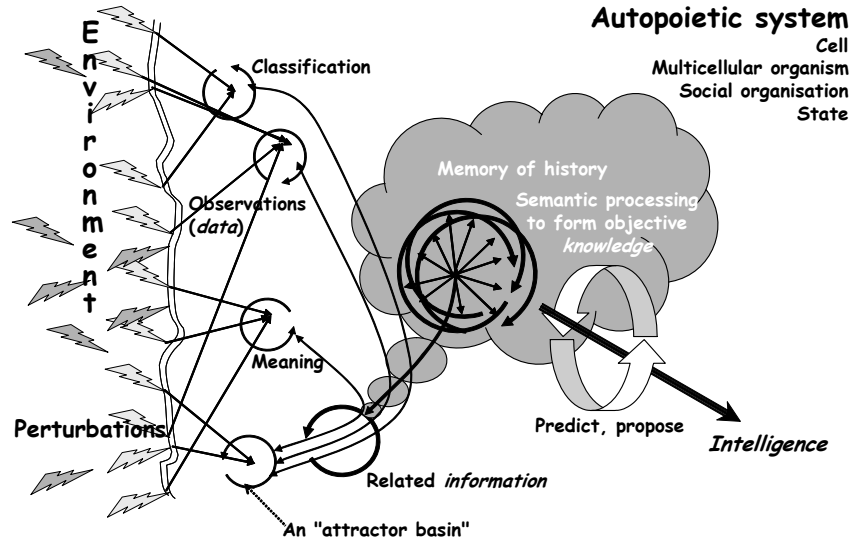 Autopoietic system
Cell
Multicellular organism
Social organisation
State
Environment
Classification
Memory of history
Semantic processing
to form objective
knowledge
Observations
(data)
Meaning
Perturbations
Predict, propose
Intelligence
Related information
An "attractor basin"